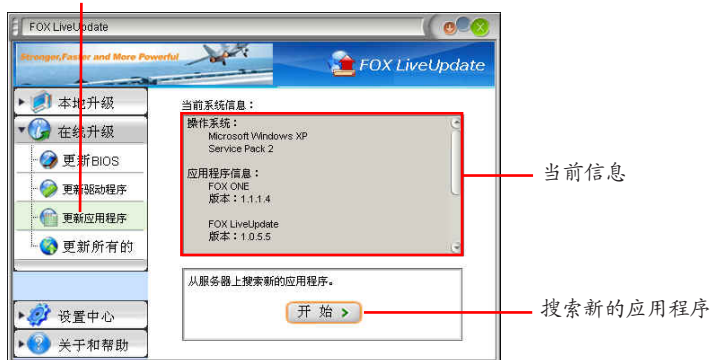 FOX LiveUpdate
Stronger,Faster and More Powerful
FOX LiveUpdate
本地升级
在线升级
更新BIOS
更新驱动程序
更新应用程序
更新所有的
设置中心
关于和帮助
当前系统信息：
操作系统：
Microsoft Windows XP
Service Pack 2
应用程序信息：
FOX ONE
版本：1.1.1.4
FOX LiveUpdate
版本：1.0.5.5
从服务器上搜索新的应用程序。
开 始
当前信息
搜索新的应用程序